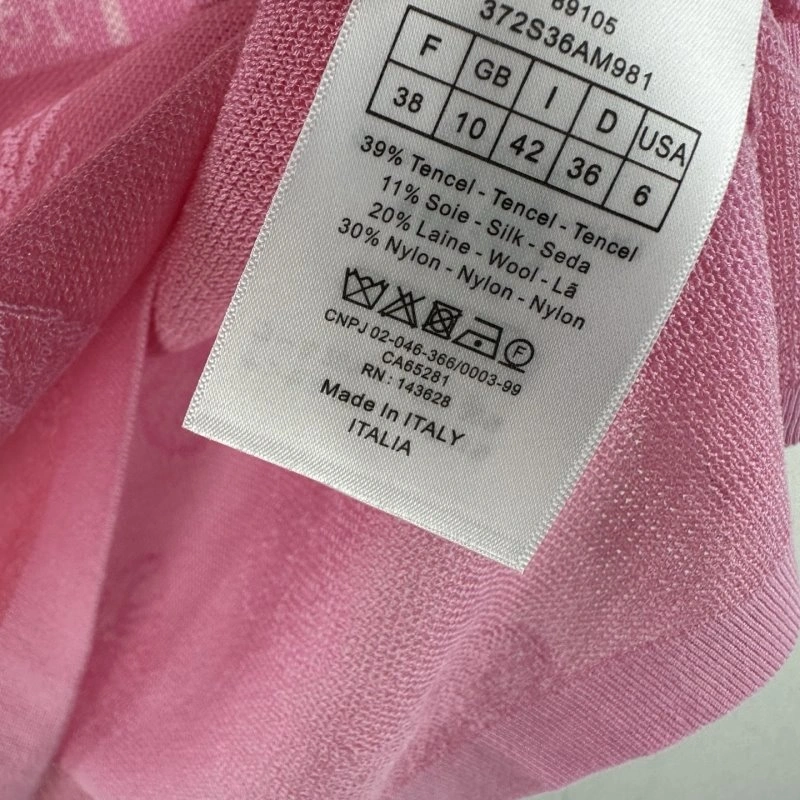 89105
372S36AM981
F GB I D USA
38 10 42 36 6
39% Tencel - Tencel - Tencel
11% Soie - Silk - Seda
20% Laine - Wool - Lã
30% Nylon - Nylon - Nylon
F
CNPJ 02-046-366/0003-99
CA65281
RN : 143628
Made In ITALY
ITALIA